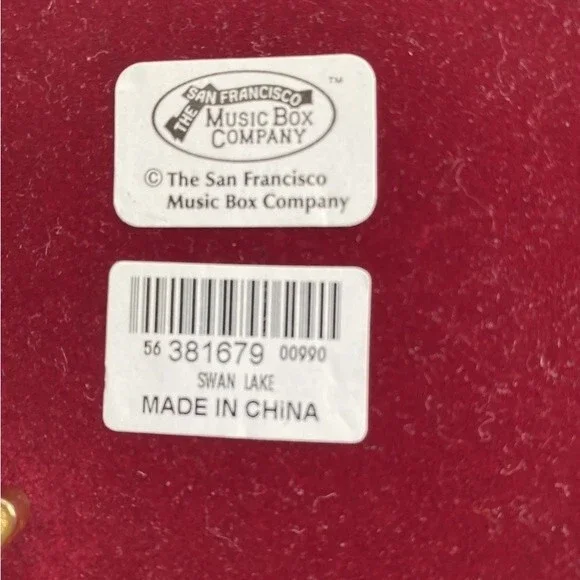 THE SAN FRANCISCO
MUSIC BOX
COMPANY
™
© The San Francisco
Music Box Company
56 381679 00990
SWAN LAKE
MADE IN CHINA